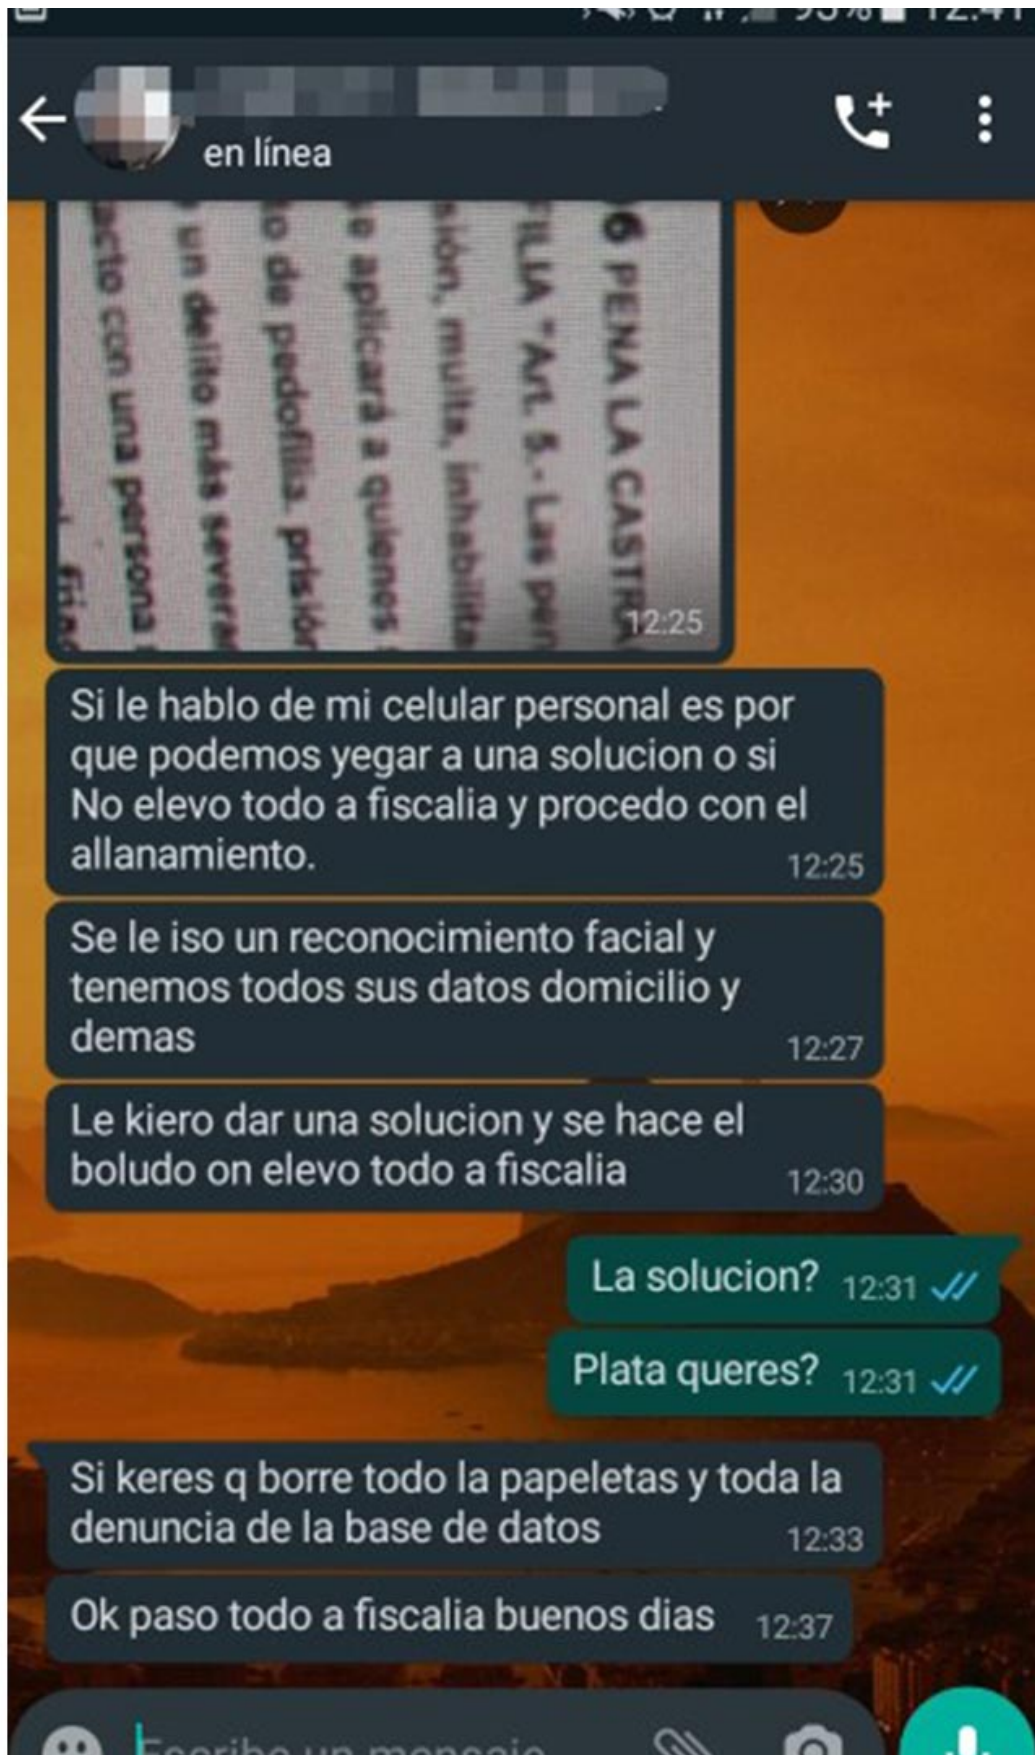 en línea
6 PENA LA CASTRA
FILIA "Art. 5.- Las pen
sión, multa, inhabilita
e aplicará a quienes
o de pedofilia. prisión
un delito más severa
acto con una persona
12:25
Si le hablo de mi celular personal es por
que podemos yegar a una solucion o si
No elevo todo a fiscalia y procedo con el
allanamiento.
12:25
Se le iso un reconocimiento facial y
tenemos todos sus datos domicilio y
demas
12:27
Le kiero dar una solucion y se hace el
boludo on elevo todo a fiscalia
12:30
La solucion? 12:31
Plata queres? 12:31
Si keres q borre todo la papeletas y toda la
denuncia de la base de datos
12:33
Ok paso todo a fiscalia buenos dias 12:37